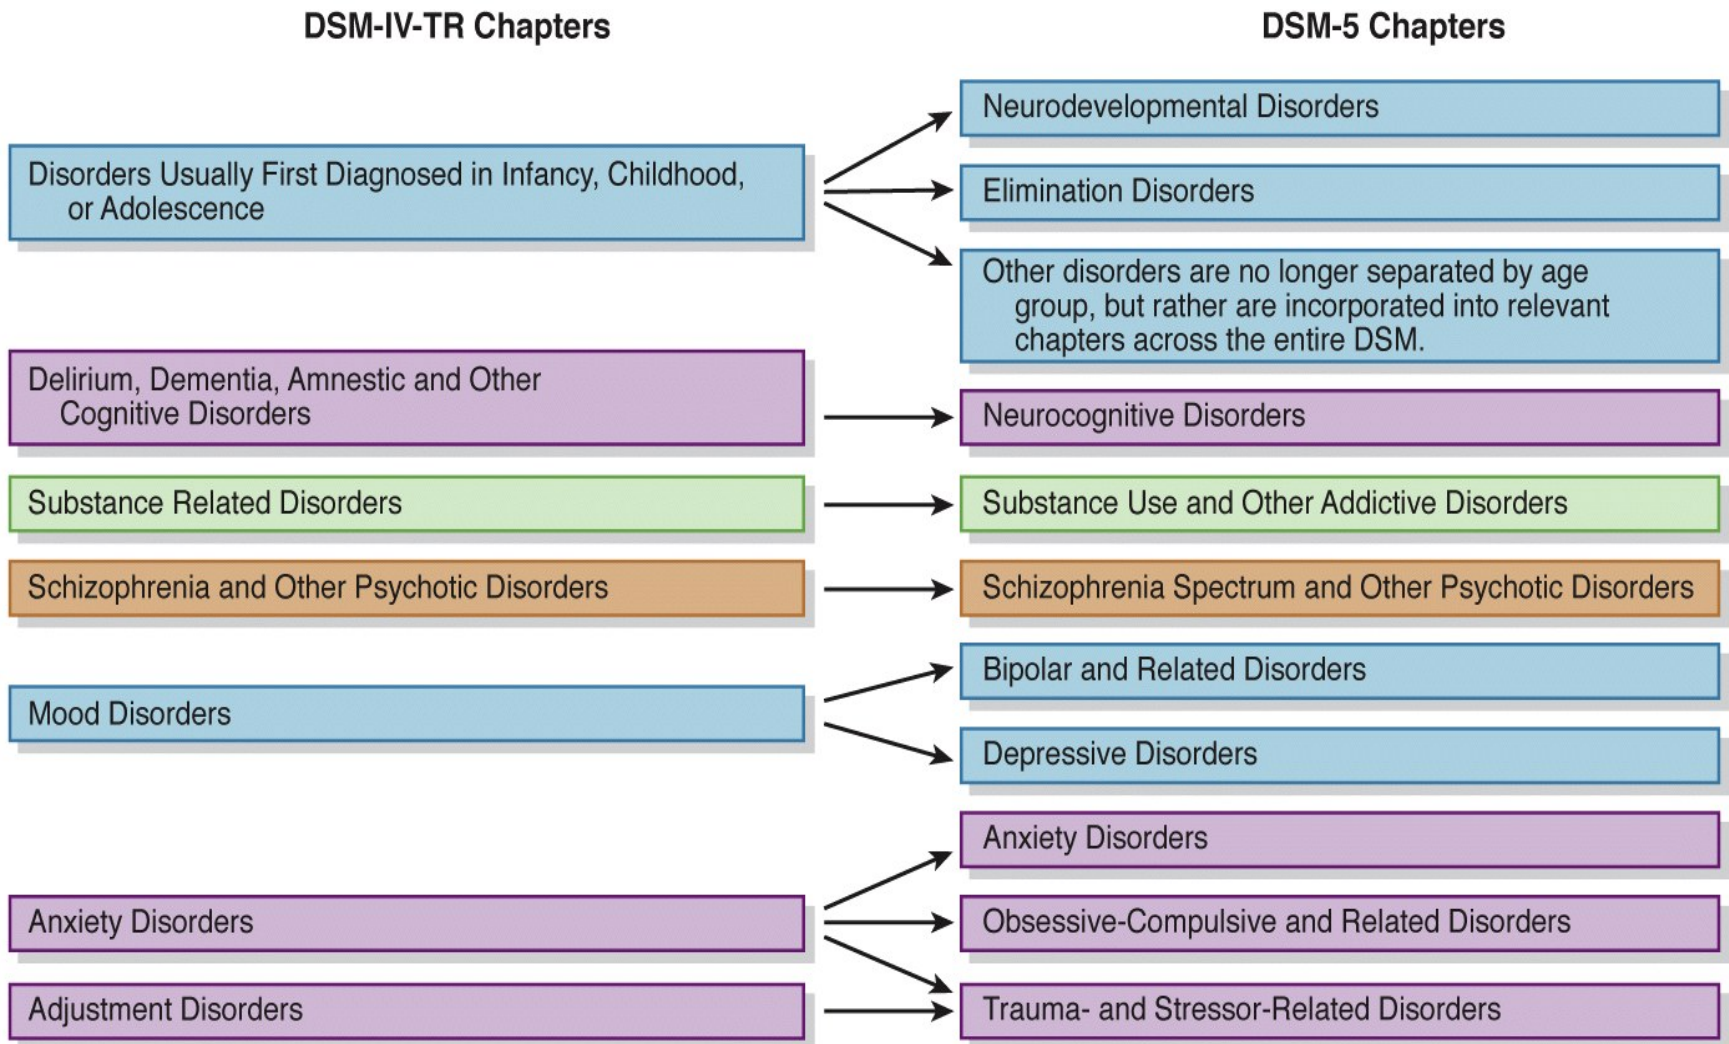 DSM-IV-TR Chapters
DSM-5 Chapters
Disorders Usually First Diagnosed in Infancy, Childhood,
or Adolescence
Neurodevelopmental Disorders
Elimination Disorders
Other disorders are no longer separated by age
group, but rather are incorporated into relevant
chapters across the entire DSM.
Delirium, Dementia, Amnestic and Other
Cognitive Disorders
Neurocognitive Disorders
Substance Related Disorders
Substance Use and Other Addictive Disorders
Schizophrenia and Other Psychotic Disorders
Schizophrenia Spectrum and Other Psychotic Disorders
Mood Disorders
Bipolar and Related Disorders
Depressive Disorders
Anxiety Disorders
Anxiety Disorders
Obsessive-Compulsive and Related Disorders
Adjustment Disorders
Trauma- and Stressor-Related Disorders